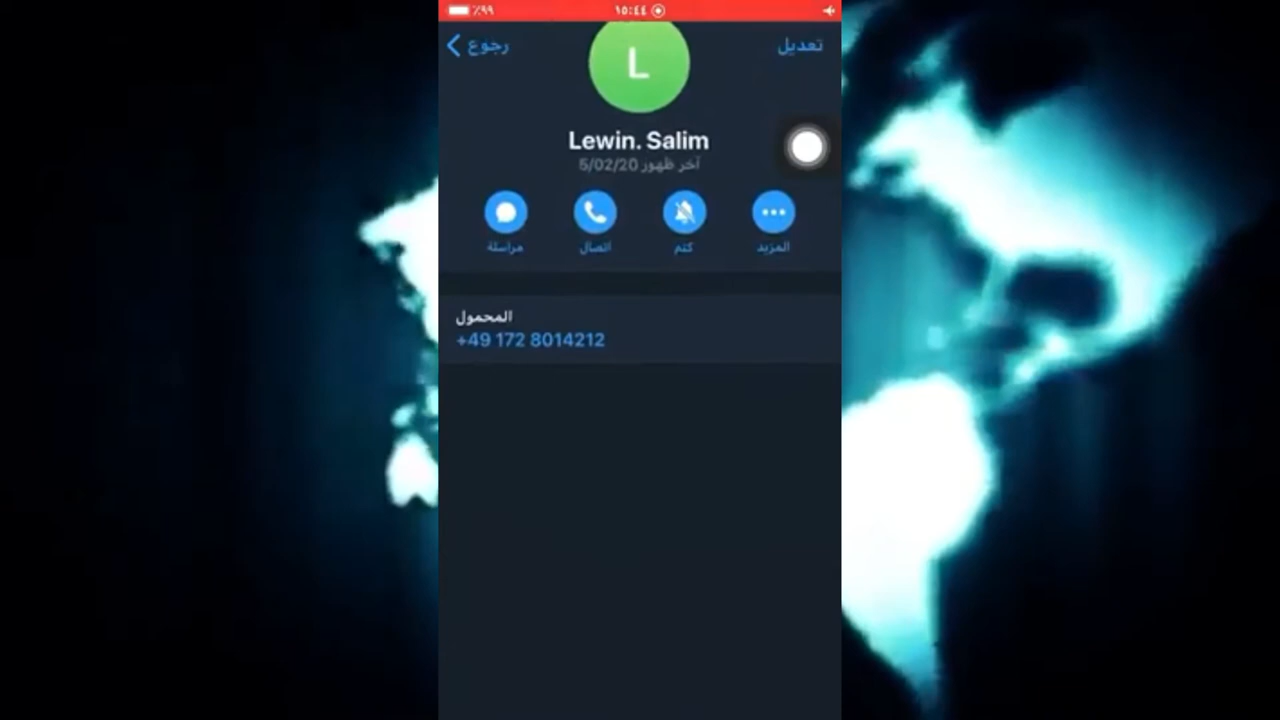 ٪٩٩ ١٥:٤٤
رجوع تعديل
L
Lewin. Salim
آخر ظهور 5/02/20
مراسلة اتصال كتم المزيد
المحمول
+49 172 8014212